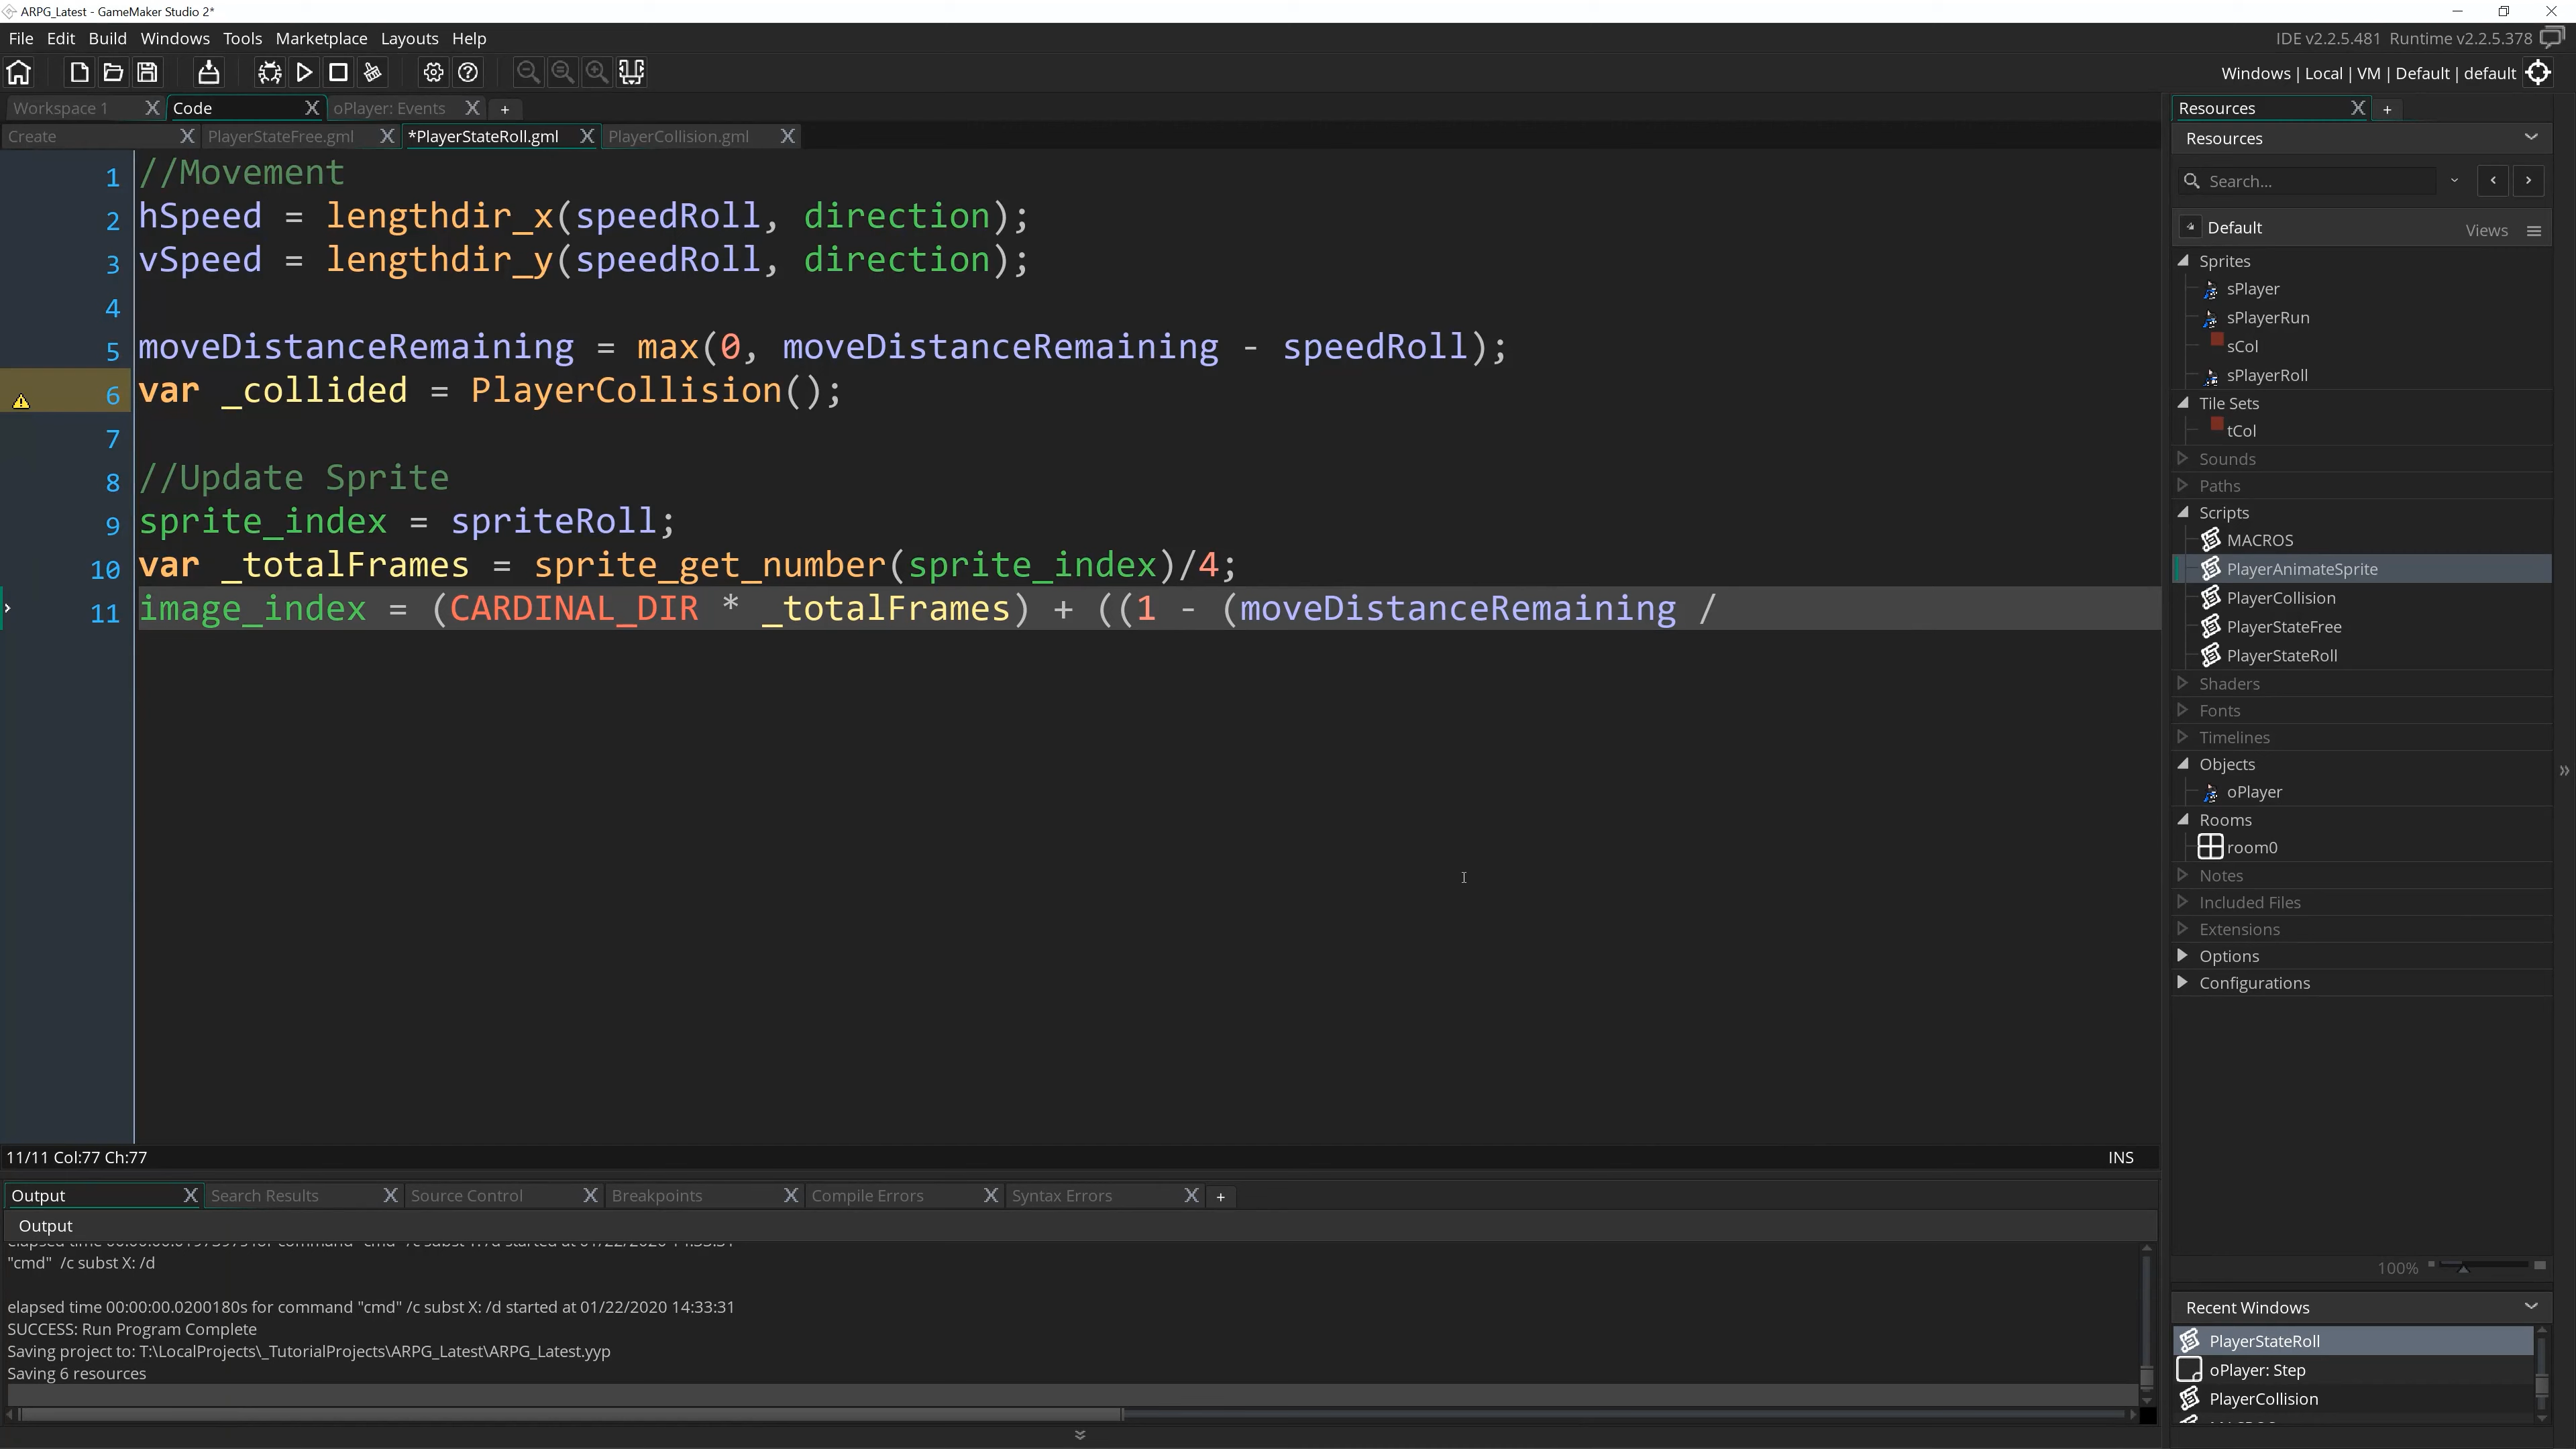 ARPG_Latest - GameMaker Studio 2*
File Edit Build Windows Tools Marketplace Layouts Help
IDE v2.2.5.481 Runtime v2.2.5.378
Windows | Local | VM | Default | default
Workspace 1 X Code X oPlayer: Events X +
Create X PlayerStateFree.gml X *PlayerStateRoll.gml X PlayerCollision.gml X
1 //Movement
2 hSpeed = lengthdir_x(speedRoll, direction);
3 vSpeed = lengthdir_y(speedRoll, direction);
4
5 moveDistanceRemaining = max(0, moveDistanceRemaining - speedRoll);
6 var _collided = PlayerCollision();
7
8 //Update Sprite
9 sprite_index = spriteRoll;
10 var _totalFrames = sprite_get_number(sprite_index)/4;
11 image_index = (CARDINAL_DIR * _totalFrames) + ((1 - (moveDistanceRemaining /
11/11 Col:77 Ch:77
INS
Output X Search Results X Source Control X Breakpoints X Compile Errors X Syntax Errors X +
Output
"cmd" /c subst X: /d
elapsed time 00:00:00.0200180s for command "cmd" /c subst X: /d started at 01/22/2020 14:33:31
SUCCESS: Run Program Complete
Saving project to: T:\LocalProjects\_TutorialProjects\ARPG_Latest\ARPG_Latest.yyp
Saving 6 resources
Resources X +
Resources
Search...
Default
Views
Sprites
sPlayer
sPlayerRun
sCol
sPlayerRoll
Tile Sets
tCol
Sounds
Paths
Scripts
MACROS
PlayerAnimateSprite
PlayerCollision
PlayerStateFree
PlayerStateRoll
Shaders
Fonts
Timelines
Objects
oPlayer
Rooms
room0
Notes
Included Files
Extensions
Options
Configurations
100%
Recent Windows
PlayerStateRoll
oPlayer: Step
PlayerCollision